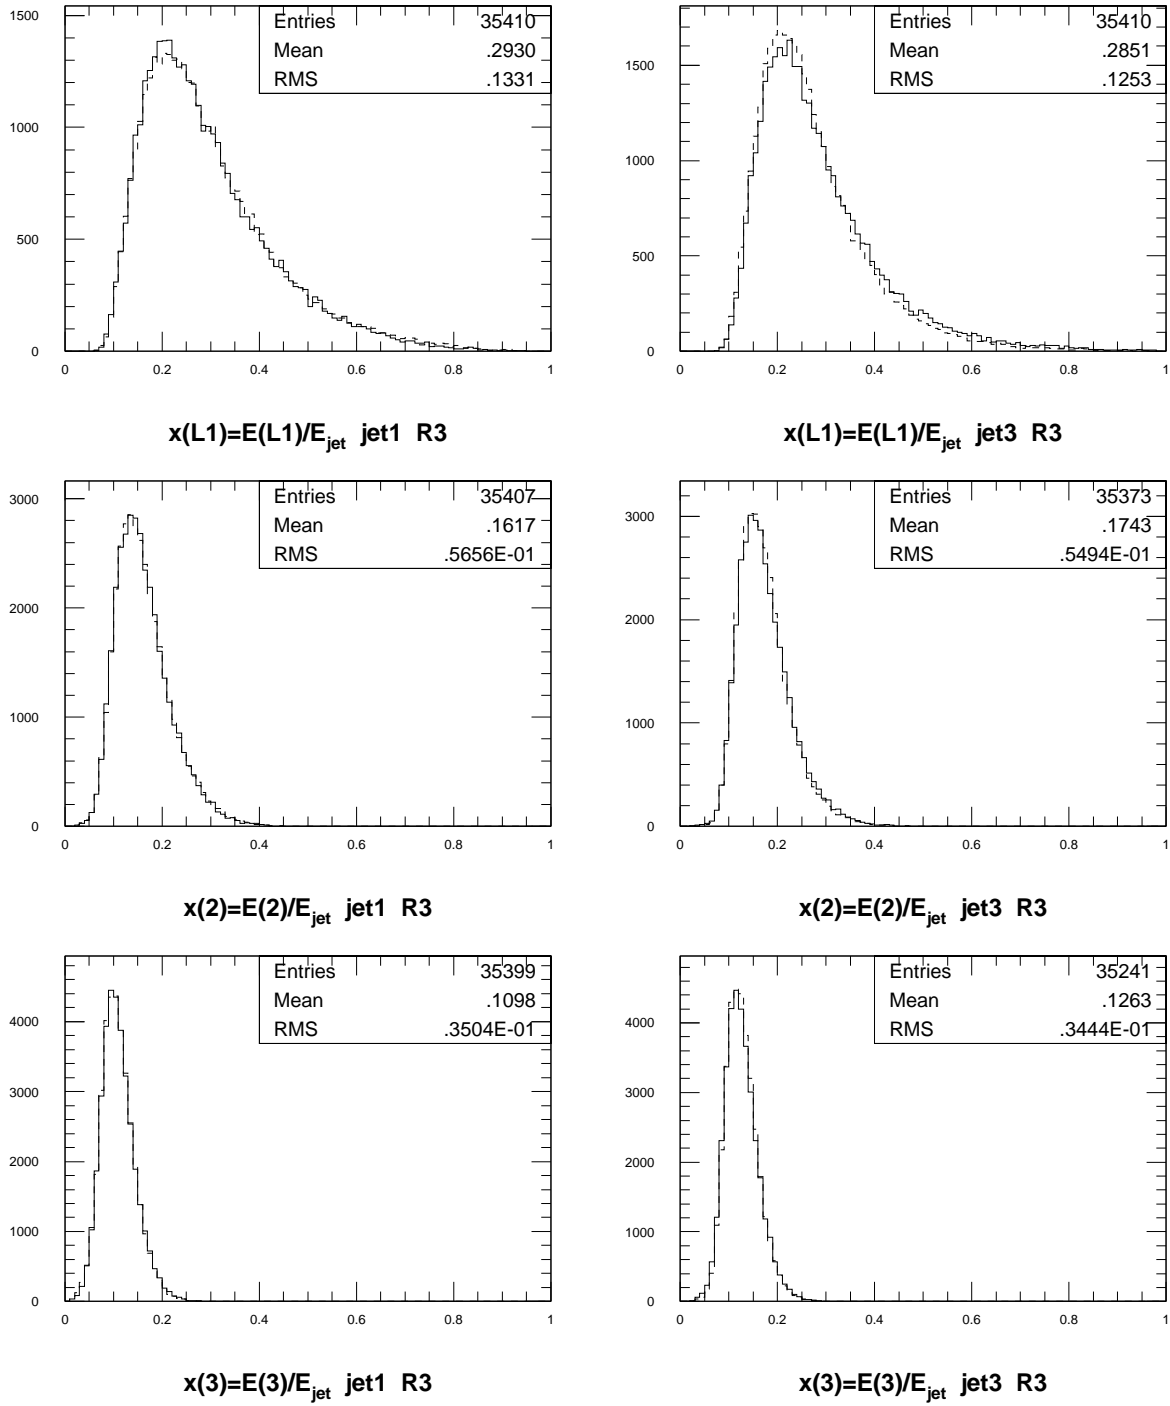 1500
1000
500
0
0 0.2 0.4 0.6 0.8 1
Entries 35410
Mean .2930
RMS .1331
x(L1)=E(L1)/E_jet jet1 R3
1500
1000
500
0
0 0.2 0.4 0.6 0.8 1
Entries 35410
Mean .2851
RMS .1253
x(L1)=E(L1)/E_jet jet3 R3
3000
2000
1000
0
0 0.2 0.4 0.6 0.8 1
Entries 35407
Mean .1617
RMS .5656E-01
x(2)=E(2)/E_jet jet1 R3
3000
2000
1000
0
0 0.2 0.4 0.6 0.8 1
Entries 35373
Mean .1743
RMS .5494E-01
x(2)=E(2)/E_jet jet3 R3
4000
3000
2000
1000
0
0 0.2 0.4 0.6 0.8 1
Entries 35399
Mean .1098
RMS .3504E-01
x(3)=E(3)/E_jet jet1 R3
4000
3000
2000
1000
0
0 0.2 0.4 0.6 0.8 1
Entries 35241
Mean .1263
RMS .3444E-01
x(3)=E(3)/E_jet jet3 R3